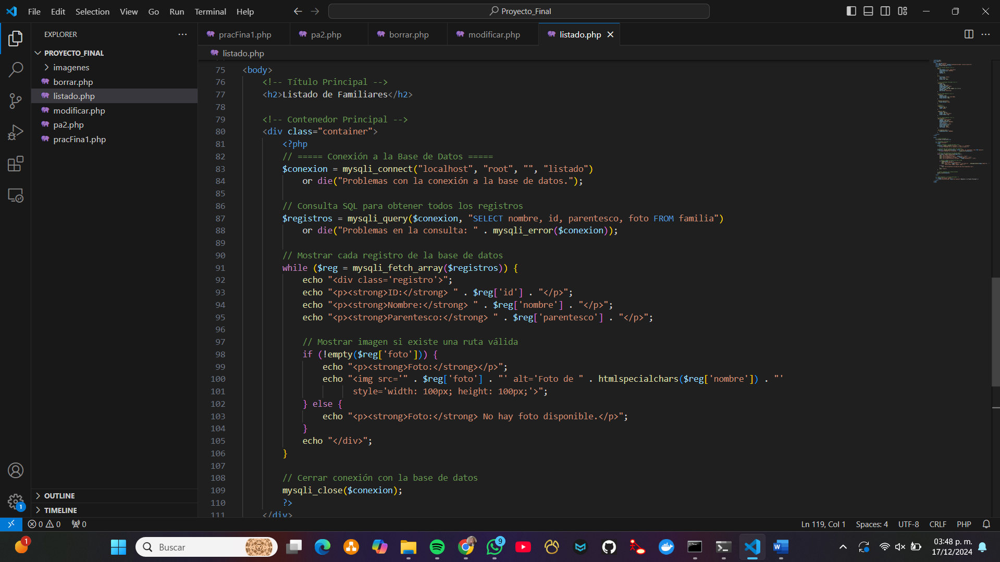 File Edit Selection View Go Run Terminal Help
Proyecto_Final
EXPLORER
PROYECTO_FINAL
imagenes
borrar.php
listado.php
modificar.php
pa2.php
pracFina1.php
OUTLINE
TIMELINE
pracFina1.php pa2.php borrar.php modificar.php listado.php
listado.php
75 <body>
76 <!-- Título Principal -->
77 <h2>Listado de Familiares</h2>
78
79 <!-- Contenedor Principal -->
80 <div class="container">
81 <?php
82 // ===== Conexión a la Base de Datos =====
83 $conexion = mysqli_connect("localhost", "root", "", "listado")
84 or die("Problemas con la conexión a la base de datos.");
85
86 // Consulta SQL para obtener todos los registros
87 $registros = mysqli_query($conexion, "SELECT nombre, id, parentesco, foto FROM familia")
88 or die("Problemas en la consulta: " . mysqli_error($conexion));
89
90 // Mostrar cada registro de la base de datos
91 while ($reg = mysqli_fetch_array($registros)) {
92 echo "<div class='registro'>";
93 echo "<p><strong>ID:</strong> " . $reg['id'] . "</p>";
94 echo "<p><strong>Nombre:</strong> " . $reg['nombre'] . "</p>";
95 echo "<p><strong>Parentesco:</strong> " . $reg['parentesco'] . "</p>";
96
97 // Mostrar imagen si existe una ruta válida
98 if (!empty($reg['foto'])) {
99 echo "<p><strong>Foto:</strong></p>";
100 echo "<img src='" . $reg['foto'] . "' alt='Foto de " . htmlspecialchars($reg['nombre']) . "'
101 style='width: 100px; height: 100px;'>";
102 } else {
103 echo "<p><strong>Foto:</strong> No hay foto disponible.</p>";
104 }
105 echo "</div>";
106 }
107
108 // Cerrar conexión con la base de datos
109 mysqli_close($conexion);
110 ?>
111 </div>
1
0 0 0
Ln 119, Col 1 Spaces: 4 UTF-8 CRLF PHP
1
Buscar
9
03:48 p. m.
17/12/2024